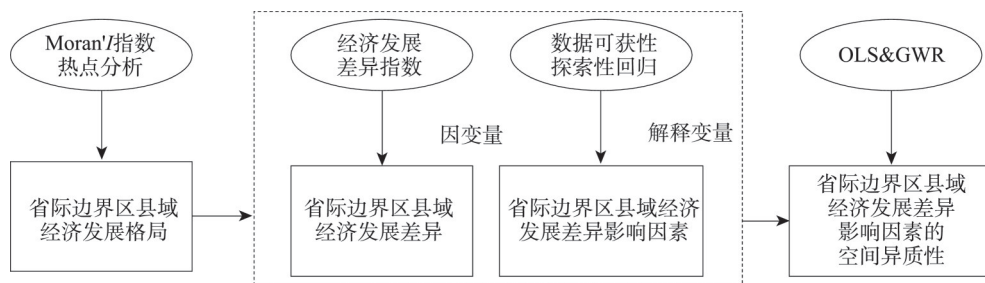 Moran'I指数
热点分析
经济发展
差异指数
数据可获性
探索性回归
OLS&GWR
因变量
解释变量
省际边界区县域
经济发展格局
省际边界区县域
经济发展差异
省际边界区县域经济
发展差异影响因素
省际边界区县域
经济发展差异
影响因素的
空间异质性